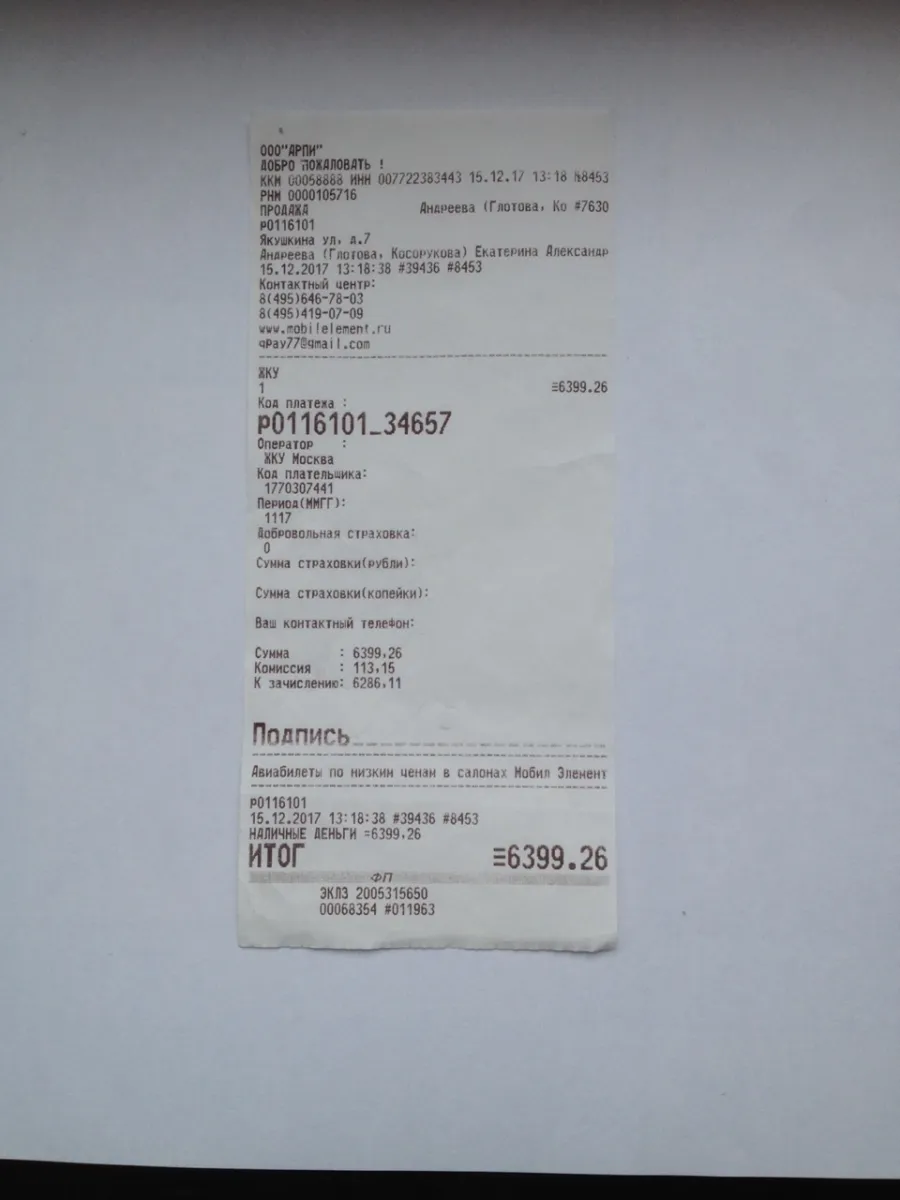 ООО"АРПИ"
ДОБРО ПОЖАЛОВАТЬ !
ККМ 00058888 ИНН 007722383443 15.12.17 13:18 №8453
РНМ 0000105716
ПРОДАЖА Андреева (Глотова, Ко #7630
Р0116101
Якушкина ул, д.7
Андреева (Глотова, Косорукова) Екатерина Александр
15.12.2017 13:18:38 #39436 #8453
Контактный центр:
8(495)646-78-03
8(495)419-07-09
www.mobilelement.ru
qPay77@gmail.com
ЖКУ
1 ≡6399.26
Код платежа :
Р0116101_34657
Оператор :
ЖКУ Москва
Код плательщика:
1770307441
Период(ММГГ):
1117
Добровольная страховка:
0
Сумма страховки(рубли):
Сумма страховки(копейки):
Ваш контактный телефон:
Сумма : 6399,26
Комиссия : 113,15
К зачислению: 6286,11
Подпись
Авиабилеты по низким ценам в салонах Мобил Элемент
Р0116101
15.12.2017 13:18:38 #39436 #8453
НАЛИЧНЫЕ ДЕНЬГИ =6399,26
ИТОГ ≡6399.26
ФП
ЭКЛЗ 2005315650
00068354 #011963